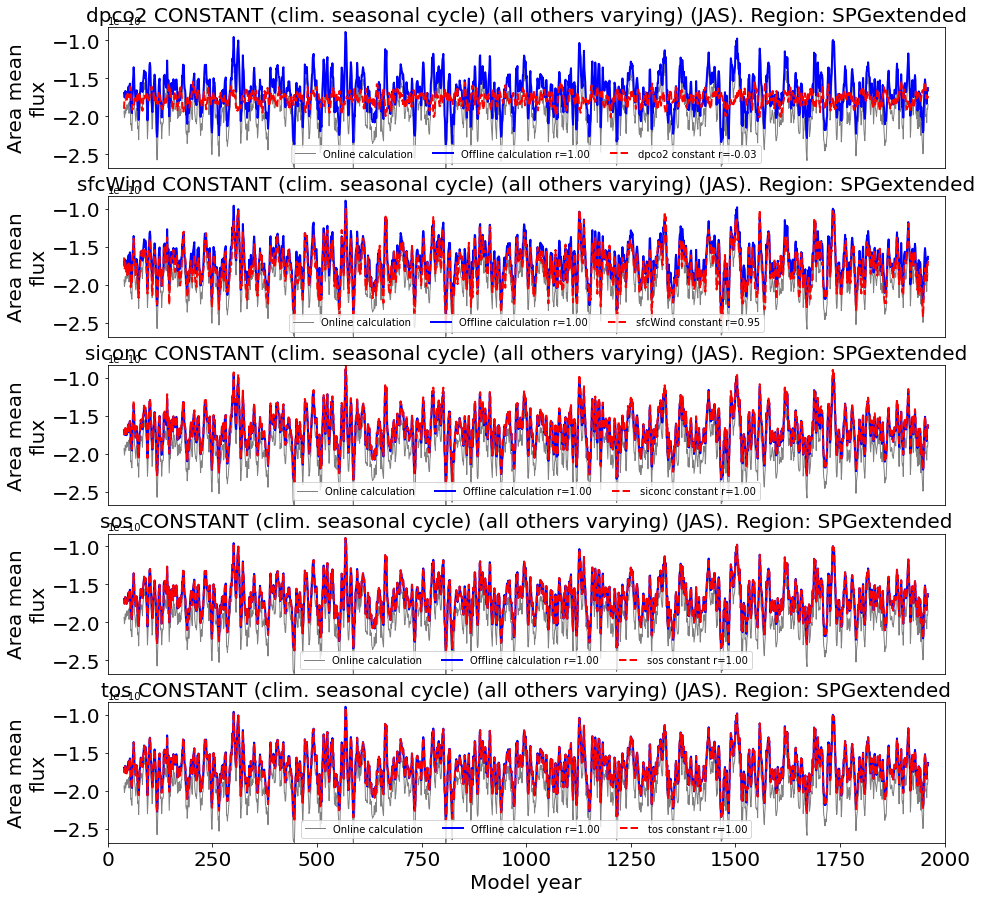 dpco2 CONSTANT (clim. seasonal cycle) (all others varying) (JAS). Region: SPGextended
1e−10
−1.0
−1.5
−2.0
−2.5
Area mean
flux
Online calculation Offline calculation r=1.00 dpco2 constant r=-0.03
sfcWind CONSTANT (clim. seasonal cycle) (all others varying) (JAS). Region: SPGextended
1e−10
−1.0
−1.5
−2.0
−2.5
Area mean
flux
Online calculation Offline calculation r=1.00 sfcWind constant r=0.95
siconc CONSTANT (clim. seasonal cycle) (all others varying) (JAS). Region: SPGextended
1e−10
−1.0
−1.5
−2.0
−2.5
Area mean
flux
Online calculation Offline calculation r=1.00 siconc constant r=1.00
sos CONSTANT (clim. seasonal cycle) (all others varying) (JAS). Region: SPGextended
1e−10
−1.0
−1.5
−2.0
−2.5
Area mean
flux
Online calculation Offline calculation r=1.00 sos constant r=1.00
tos CONSTANT (clim. seasonal cycle) (all others varying) (JAS). Region: SPGextended
1e−10
−1.0
−1.5
−2.0
−2.5
Area mean
flux
Online calculation Offline calculation r=1.00 tos constant r=1.00
0 250 500 750 1000 1250 1500 1750 2000
Model year